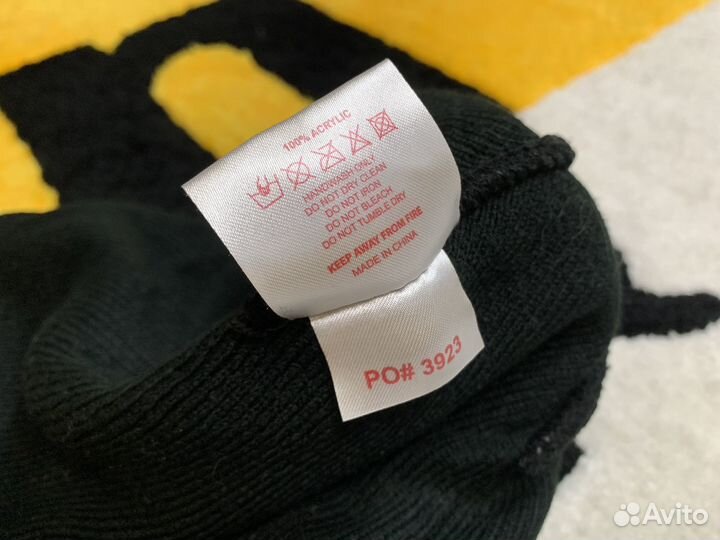 100% ACRYLIC
HANDWASH ONLY
DO NOT DRY CLEAN
DO NOT IRON
DO NOT BLEACH
DO NOT TUMBLE DRY
KEEP AWAY FROM FIRE
MADE IN CHINA
PO# 3923
Avito